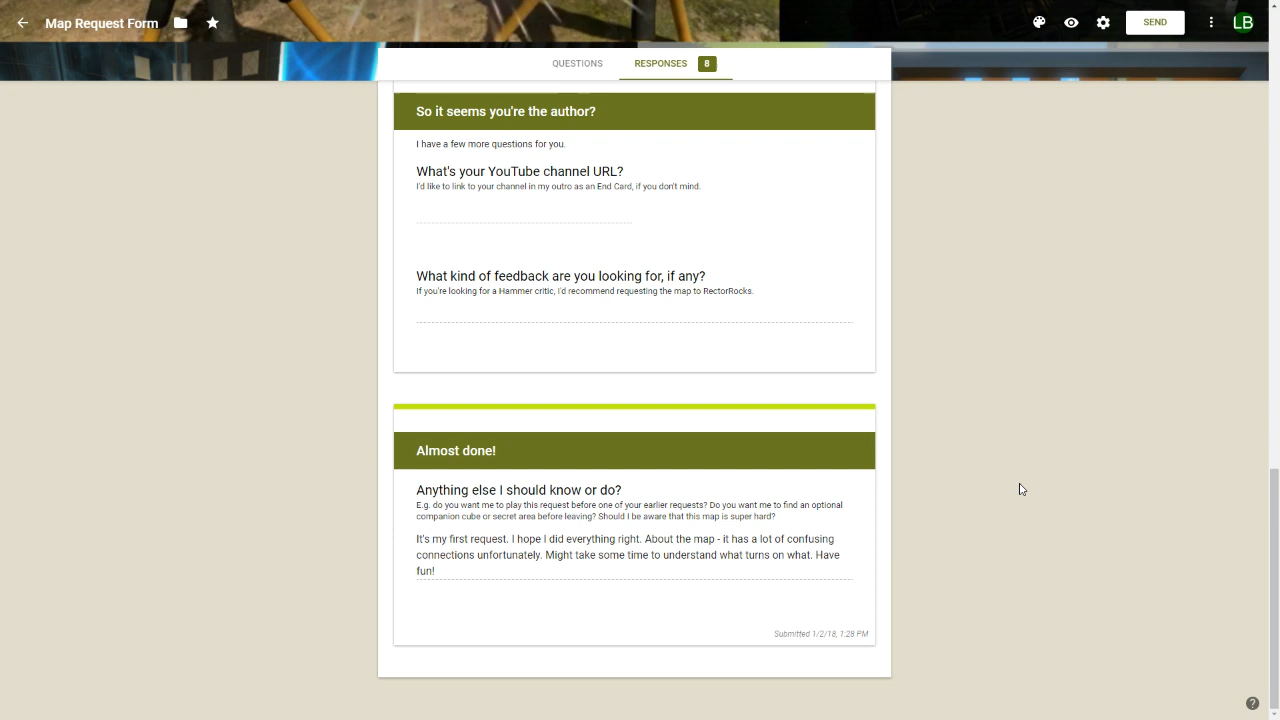 Map Request Form
SEND
LB
QUESTIONS
RESPONSES 8
So it seems you're the author?
I have a few more questions for you.
What's your YouTube channel URL?
I'd like to link to your channel in my outro as an End Card, if you don't mind.
What kind of feedback are you looking for, if any?
If you're looking for a Hammer critic, I'd recommend requesting the map to RectorRocks.
Almost done!
Anything else I should know or do?
E.g. do you want me to play this request before one of your earlier requests? Do you want me to find an optional
companion cube or secret area before leaving? Should I be aware that this map is super hard?
It's my first request. I hope I did everything right. About the map - it has a lot of confusing
connections unfortunately. Might take some time to understand what turns on what. Have
fun!
Submitted 1/2/18, 1:28 PM